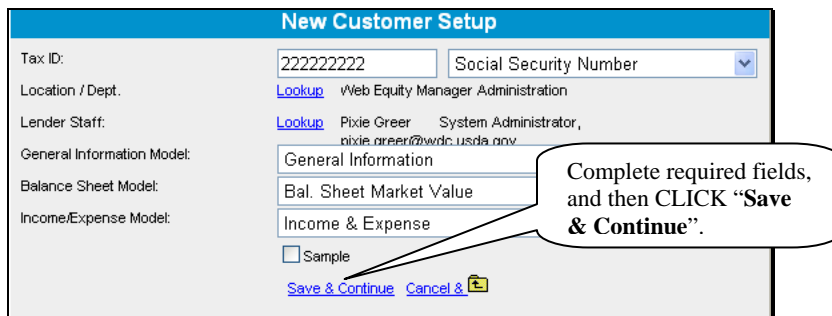 New Customer Setup
Tax ID: 222222222 Social Security Number
Location / Dept. Lookup Web Equity Manager Administration
Lender Staff: Lookup Pixie Greer System Administrator,
pixie.greer@wdc.usda.gov
General Information Model: General Information
Balance Sheet Model: Bal. Sheet Market Value
Income/Expense Model: Income & Expense
Sample
Save & Continue Cancel &
Complete required fields,
and then CLICK “Save
& Continue”.